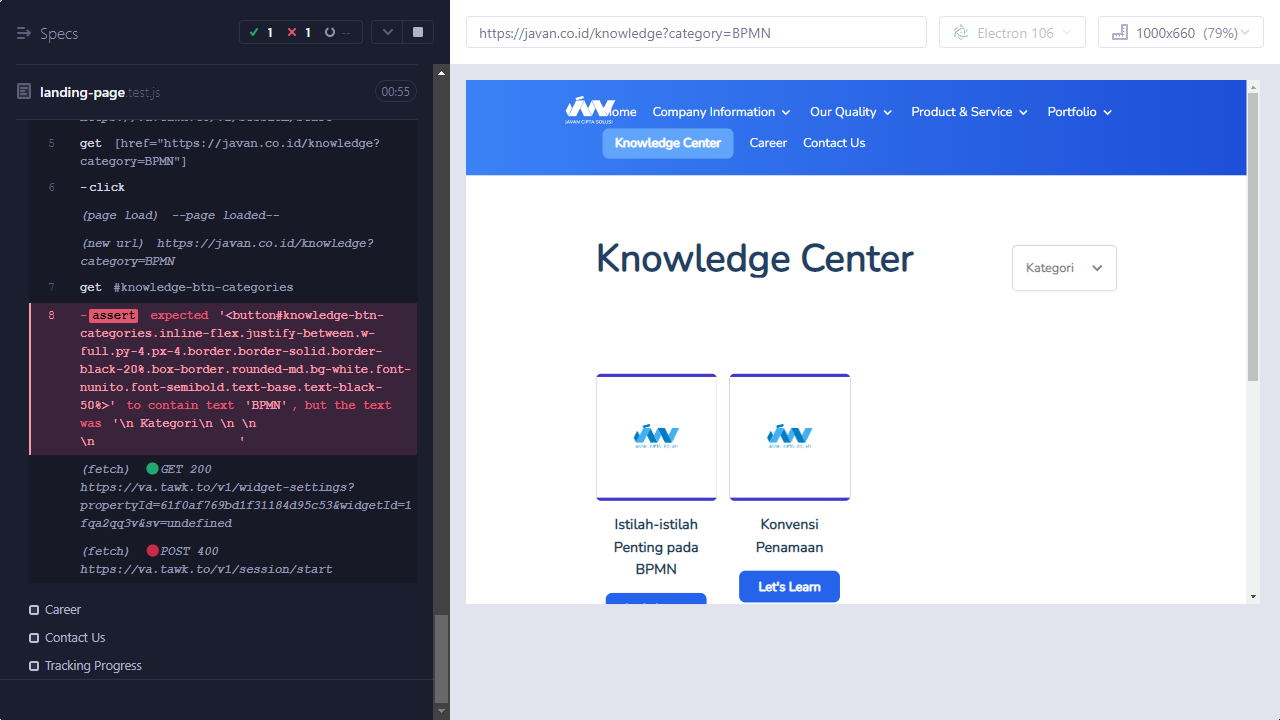 Specs
1
1
--
landing-page.test.js
00:55
5
get [href="https://javan.co.id/knowledge?
category=BPMN"]
6
-click
(page load) --page loaded--
(new url) https://javan.co.id/knowledge?
category=BPMN
7
get #knowledge-btn-categories
8
-assert expected '<button#knowledge-btn-
categories.inline-flex.justify-between.w-
full.py-4.px-4.border.border-solid.border-
black-20%.box-border.rounded-md.bg-white.font-
nunito.font-semibold.text-base.text-black-
50%>' to contain text 'BPMN', but the text
was '\n Kategori\n \n \n
\n '
(fetch) GET 200
https://va.tawk.to/v1/widget-settings?
propertyId=61f0af769bd1f31184d95c53&widgetId=1
fqa2qq3v&sv=undefined
(fetch) POST 400
https://va.tawk.to/v1/session/start
Career
Contact Us
Tracking Progress
https://javan.co.id/knowledge?category=BPMN
Electron 106
1000x660 (79%)
JAVAN CIPTA SOLUSI
Home Company Information Our Quality Product & Service Portfolio
Knowledge Center Career Contact Us
Knowledge Center
Kategori
Istilah-istilah
Penting pada
BPMN
Konvensi
Penamaan
Let's Learn